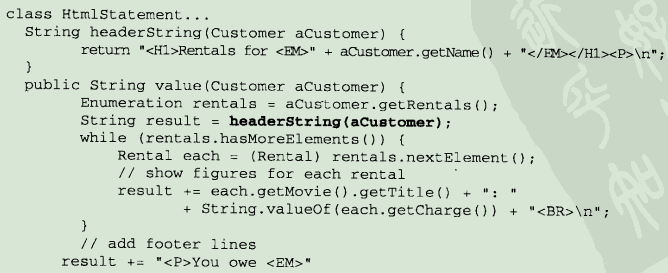 class HtmlStatement...
  String headerString(Customer aCustomer) {
        return "<H1>Rentals for <EM>" + aCustomer.getName() + "</EM></H1><P>\n";
  }
  public String value(Customer aCustomer) {
        Enumeration rentals = aCustomer.getRentals();
        String result = headerString(aCustomer);
        while (rentals.hasMoreElements()) {
            Rental each = (Rental) rentals.nextElement();
            // show figures for each rental
            result += each.getMovie().getTitle() + ": "
                   + String.valueOf(each.getCharge()) + "<BR>\n";
        }
        // add footer lines
      result += "<P>You owe <EM>"